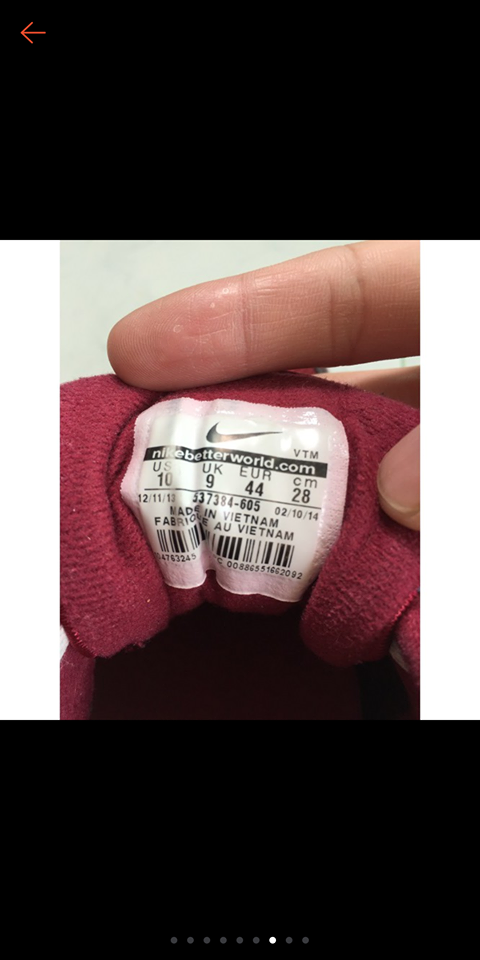 nikebetterworld.com VTM
US UK EUR cm
10 9 44 28
12/11/13 537384-605 02/10/14
MADE IN VIETNAM
AU VIETNAM
00886551662092